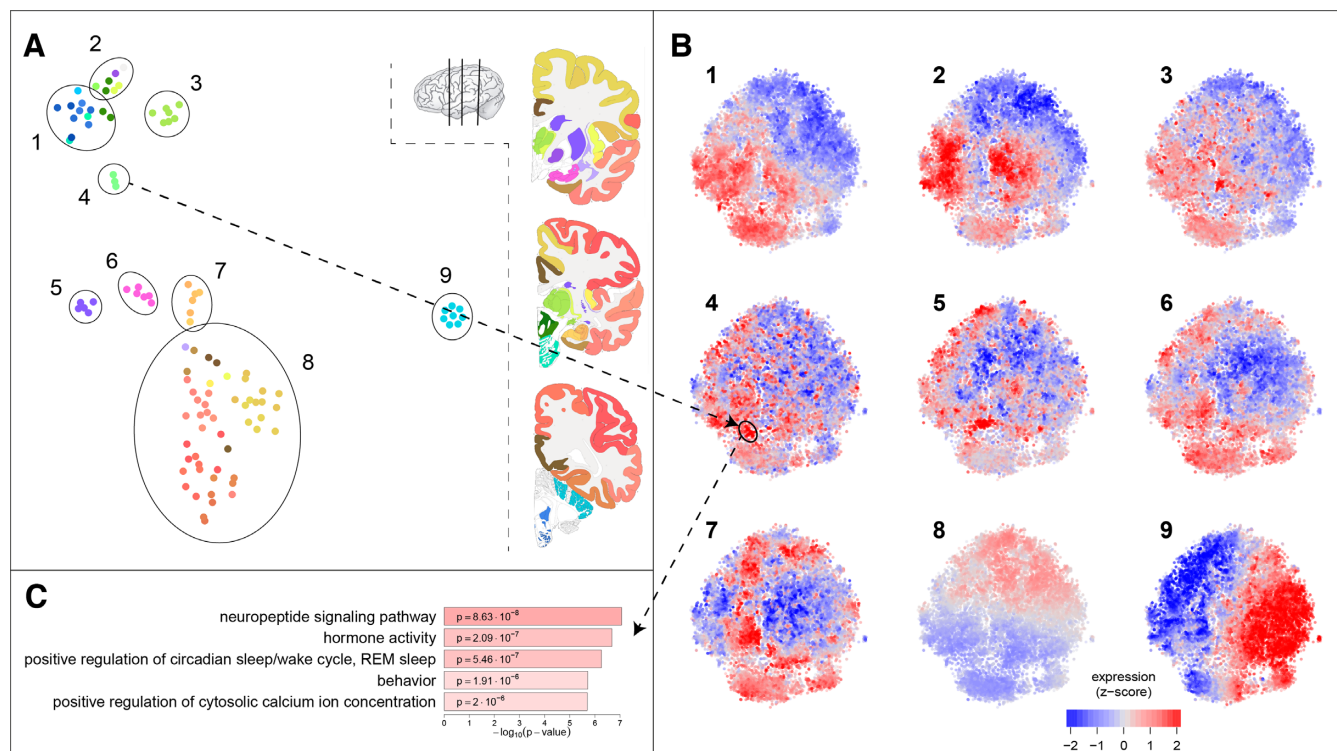 A
2
3
1
4
5
6
7
9
8
B
1
2
3
4
5
6
7
8
9
expression
(z−score)
−2 −1 0 1 2
C
neuropeptide signaling pathway
p = 8.63 · 10⁻⁸
hormone activity
p = 2.09 · 10⁻⁷
positive regulation of circadian sleep/wake cycle, REM sleep
p = 5.46 · 10⁻⁷
behavior
p = 1.91 · 10⁻⁶
positive regulation of cytosolic calcium ion concentration
p = 2 · 10⁻⁶
0 1 2 3 4 5 6 7
−log₁₀(p − value)